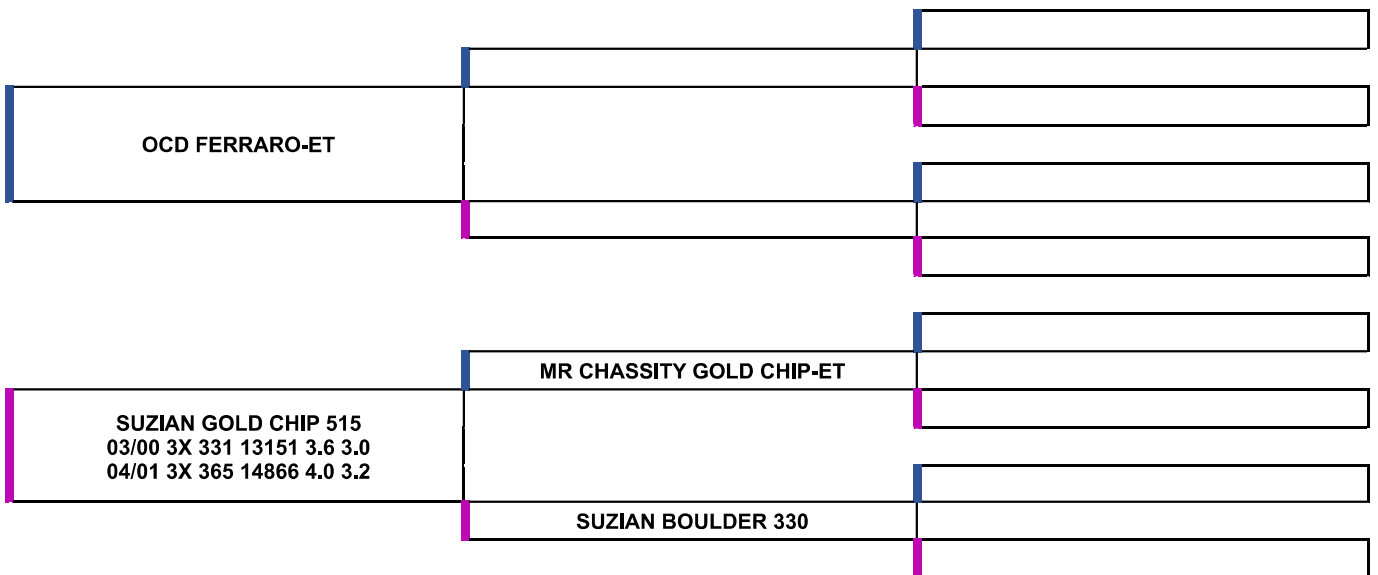 OCD FERRARO-ET
MR CHASSITY GOLD CHIP-ET
SUZIAN GOLD CHIP 515
03/00 3X 331 13151 3.6 3.0
04/01 3X 365 14866 4.0 3.2
SUZIAN BOULDER 330